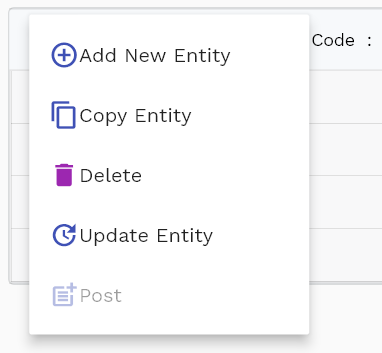 Code :
Add New Entity
Copy Entity
Delete
Update Entity
Post